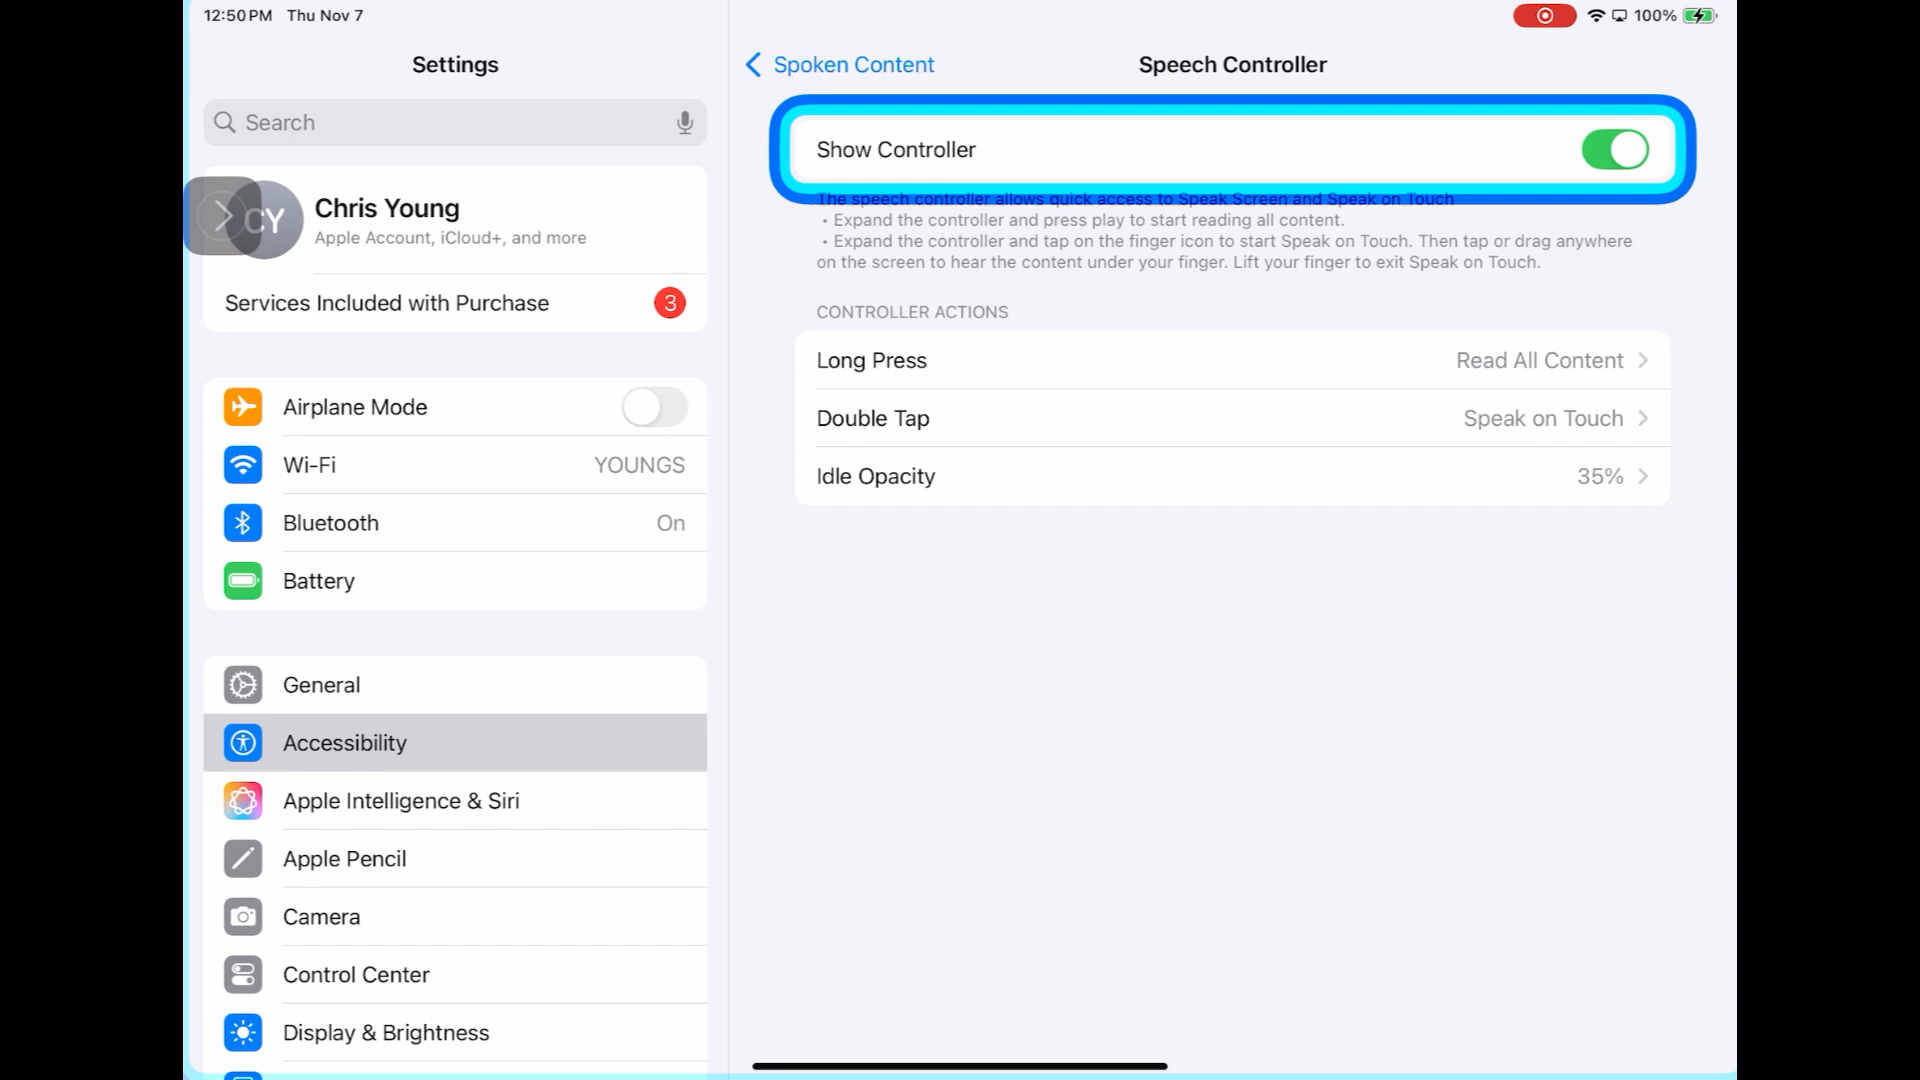 12:50 PM Thu Nov 7
100%
Settings
Search
CY
Chris Young
Apple Account, iCloud+, and more
Services Included with Purchase
3
Airplane Mode
Wi-Fi
YOUNGS
Bluetooth
On
Battery
General
Accessibility
Apple Intelligence & Siri
Apple Pencil
Camera
Control Center
Display & Brightness
Spoken Content
Speech Controller
Show Controller
The speech controller allows quick access to Speak Screen and Speak on Touch
• Expand the controller and press play to start reading all content.
• Expand the controller and tap on the finger icon to start Speak on Touch. Then tap or drag anywhere
on the screen to hear the content under your finger. Lift your finger to exit Speak on Touch.
CONTROLLER ACTIONS
Long Press
Read All Content
Double Tap
Speak on Touch
Idle Opacity
35%